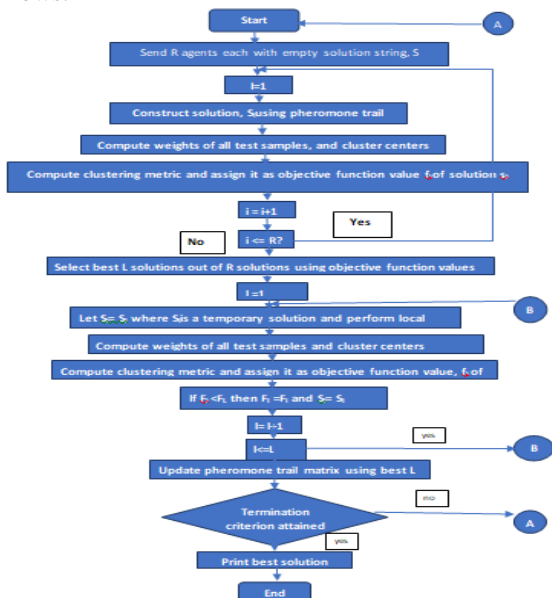 Start
A
Send R agents each with empty solution string, S
I=1
Construct solution, S using pheromone trail
Compute weights of all test samples, and cluster centers
Compute clustering metric and assign it as objective function value f of solution s
i = i+1
Yes
No
i <= R?
Select best L solutions out of R solutions using objective function values
B
Let S= S where S is a temporary solution and perform local
Compute weights of all test samples and cluster centers
Compute clustering metric and assign it as objective function value, f of
If <F then F =F and S= S
yes
I<=L
B
Update pheromone trail matrix using best L
no
Termination
criterion attained
A
yes
Print best solution
End